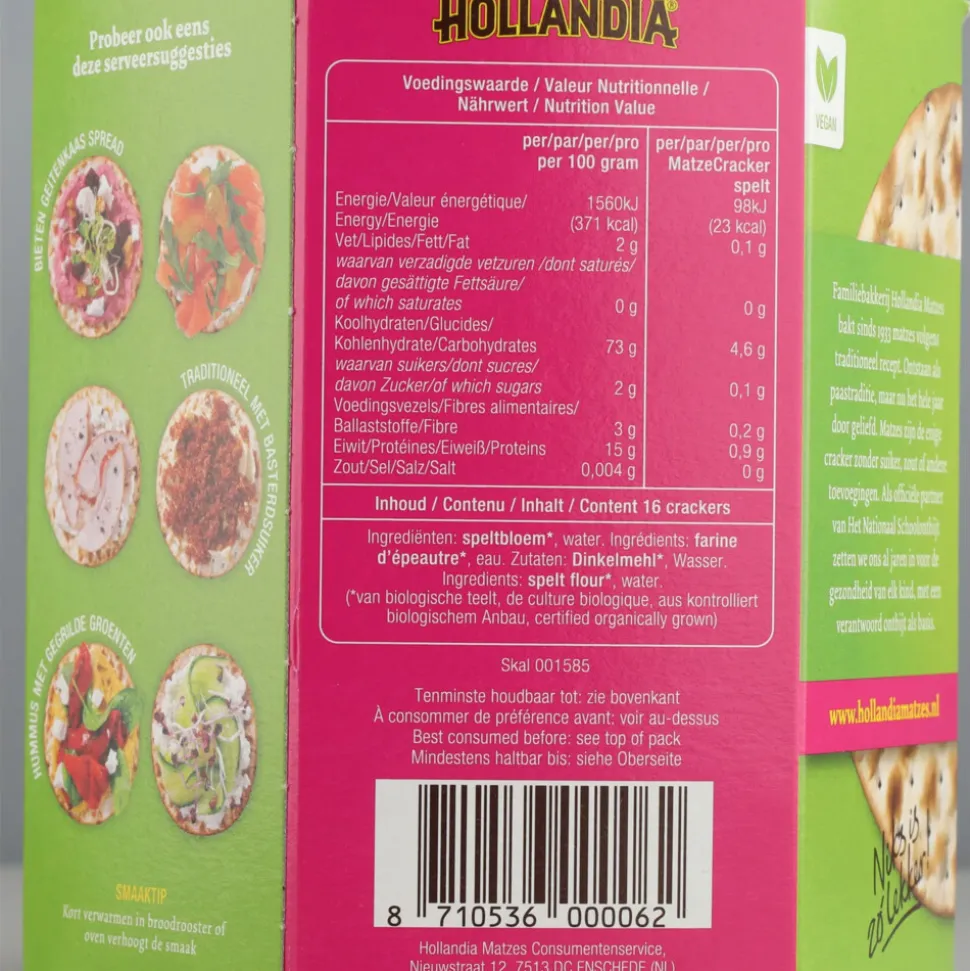 Probeer ook eens
deze serveersuggesties
BIETEN GEITENKAAS SPREAD
TRADITIONEEL MET BASTERDSUIKER
HUMMUS MET GEGRILDE GROENTEN
SMAAKTIP
Kort verwarmen in broodrooster of
oven verhoogt de smaak
HOLLANDIA®
Voedingswaarde / Valeur Nutritionnelle /
Nährwert / Nutrition Value
per/par/per/pro per/par/per/pro
per 100 gram MatzeCracker
spelt
Energie/Valeur énergétique/ 1560kJ 98kJ
Energy/Energie (371 kcal) (23 kcal)
Vet/Lipides/Fett/Fat 2 g 0,1 g
waarvan verzadigde vetzuren /dont saturés/
davon gesättigte Fettsäure/
of which saturates 0 g 0 g
Koolhydraten/Glucides/
Kohlenhydrate/Carbohydrates 73 g 4,6 g
waarvan suikers/dont sucres/
davon Zucker/of which sugars 2 g 0,1 g
Voedingsvezels/Fibres alimentaires/
Ballaststoffe/Fibre 3 g 0,2 g
Eiwit/Protéines/Eiweiß/Proteins 15 g 0,9 g
Zout/Sel/Salz/Salt 0,004 g 0 g
Inhoud / Contenu / Inhalt / Content 16 crackers
Ingrediënten: speltbloem*, water. Ingrédients: farine
d'épeautre*, eau. Zutaten: Dinkelmehl*, Wasser.
Ingredients: spelt flour*, water.
(*van biologische teelt, de culture biologique, aus kontrolliert
biologischem Anbau, certified organically grown)
Skal 001585
Tenminste houdbaar tot: zie bovenkant
À consommer de préférence avant: voir au-dessus
Best consumed before: see top of pack
Mindestens haltbar bis: siehe Oberseite
8 710536 000062
Hollandia Matzes Consumentenservice,
Nieuwstraat 12, 7513 DC ENSCHEDE (NL)
VEGAN
Familiebakkerij Hollandia Matzes
bakt sinds 1933 matzes volgens
traditioneel recept. Ontstaan als
paastraditie, maar nu het hele jaar
door geliefd. Matzes zijn de enige
cracker zonder suiker, zout of andere
toevoegingen. Als officiële partner
van Het Nationaal Schoolontbijt
zetten we ons al jaren in voor de
gezondheid van elk kind, met een
verantwoord ontbijt als basis.
www.hollandiamatzes.nl
zó lekker!